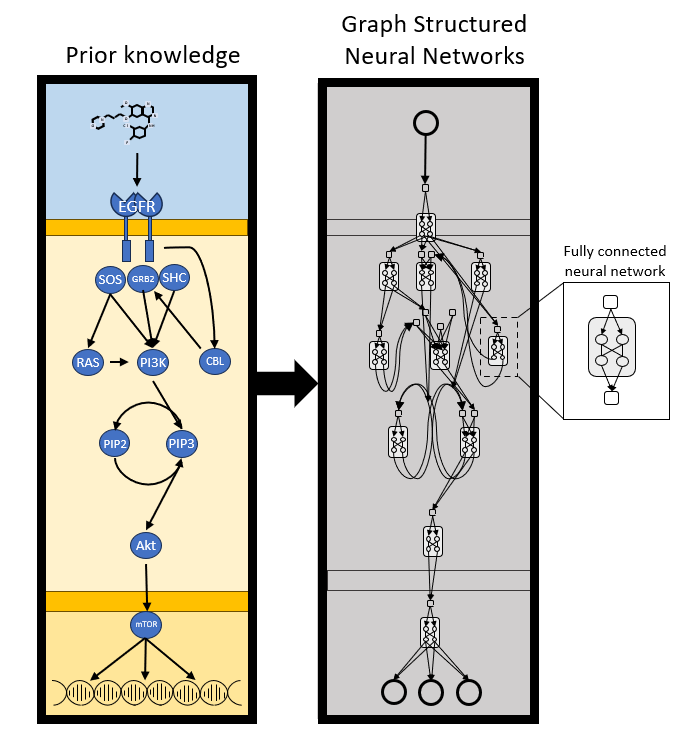 Prior knowledge
Graph Structured
Neural Networks
EGFR
SOS
GRB2
SHC
RAS
PI3K
CBL
PIP2
PIP3
Akt
mTOR
Fully connected
neural network